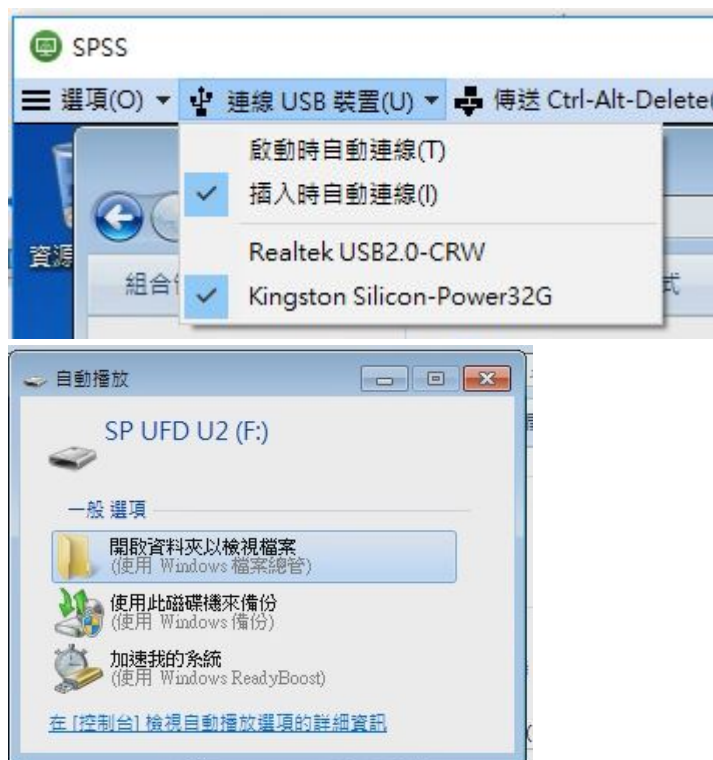 SPSS
選項(O) 連線 USB 裝置(U) 傳送 Ctrl-Alt-Delete(
啟動時自動連線(T)
插入時自動連線(I)
資源
Realtek USB2.0-CRW
組合
式
Kingston Silicon-Power32G
自動播放
SP UFD U2 (F:)
一般 選項
開啟資料夾以檢視檔案
(使用 Windows 檔案總管)
使用此磁碟機來備份
(使用 Windows 備份)
加速我的系統
(使用 Windows ReadyBoost)
在 [控制台] 檢視自動播放選項的詳細資訊